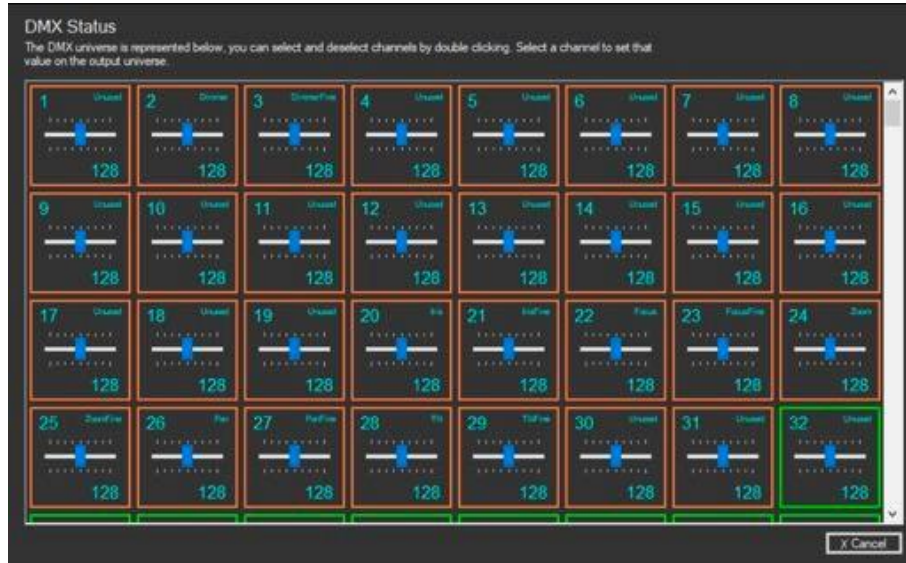 DMX Status
The DMX universe is represented below, you can select and deselect channels by double clicking. Select a channel to set that
value on the output universe.
1 Unused 2 Dimmer 3 DimmerFine 4 Unused 5 Unused 6 Unused 7 Unused 8 Unused
128 128 128 128 128 128 128 128
9 Unused 10 Unused 11 Unused 12 Unused 13 Unused 14 Unused 15 Unused 16 Unused
128 128 128 128 128 128 128 128
17 Unused 18 Unused 19 Unused 20 Iris 21 IrisFine 22 Focus 23 FocusFine 24 Zoom
128 128 128 128 128 128 128 128
25 ZoomFine 26 Pan 27 PanFine 28 Tilt 29 TiltFine 30 Unused 31 Unused 32 Unused
128 128 128 128 128 128 128 128
X Cancel